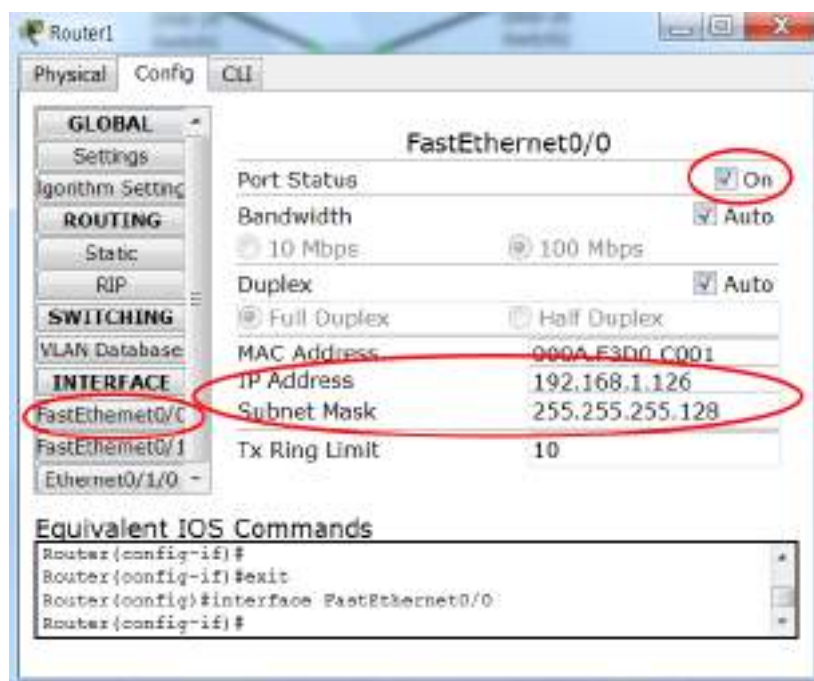 Router1
Physical Config CLI
GLOBAL
Settings
lgorithm Setting
ROUTING
Static
RIP
SWITCHING
VLAN Database
INTERFACE
FastEthernet0/0
FastEthernet0/1
Ethernet0/1/0
FastEthernet0/0
Port Status On
Bandwidth Auto
10 Mbps 100 Mbps
Duplex Auto
Full Duplex Half Duplex
MAC Address 000A.F3D0.C001
IP Address 192.168.1.126
Subnet Mask 255.255.255.128
Tx Ring Limit 10
Equivalent IOS Commands
Router(config-if)#
Router(config-if)#exit
Router(config)#interface FastEthernet0/0
Router(config-if)#